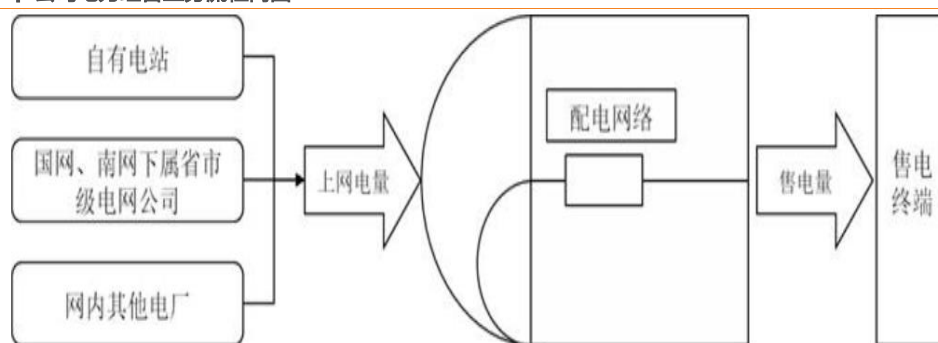 自有电站
国网、南网下属省市
级电网公司
网内其他电厂
上网电量
配电网络
售电量
售电
终端